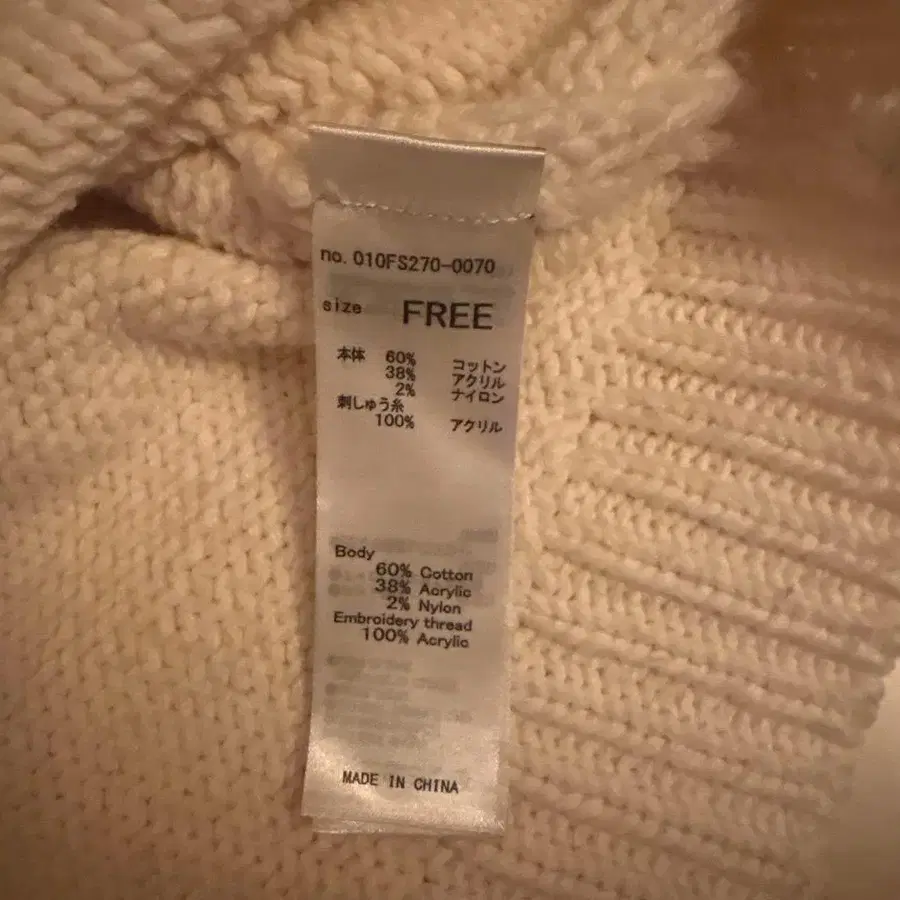 no. 010FS270-0070
size FREE
本体 60% コットン
38% アクリル
2% ナイロン
刺しゅう糸
100% アクリル
Body
60% Cotton
38% Acrylic
2% Nylon
Embroidery thread
100% Acrylic
MADE IN CHINA